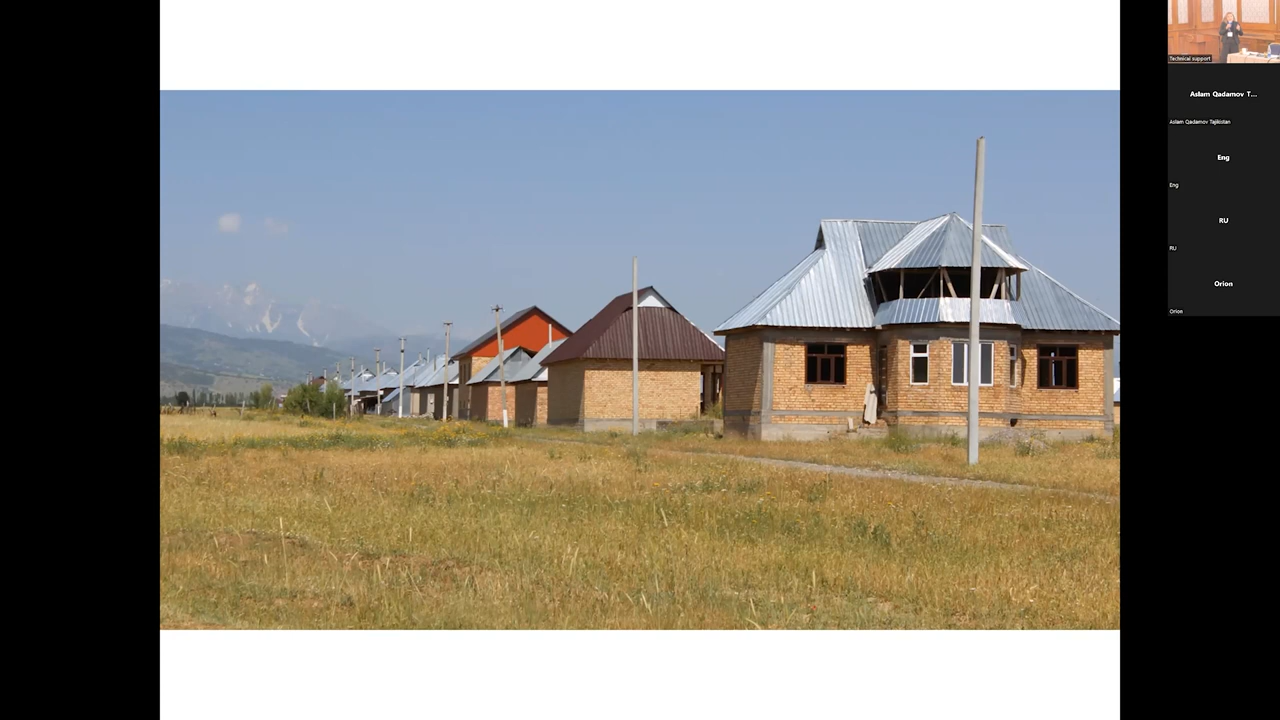 Technical support
Aslam Qadamov T...
Aslam Qadamov Tajikistan
Eng
Eng
RU
RU
Orion
Orion